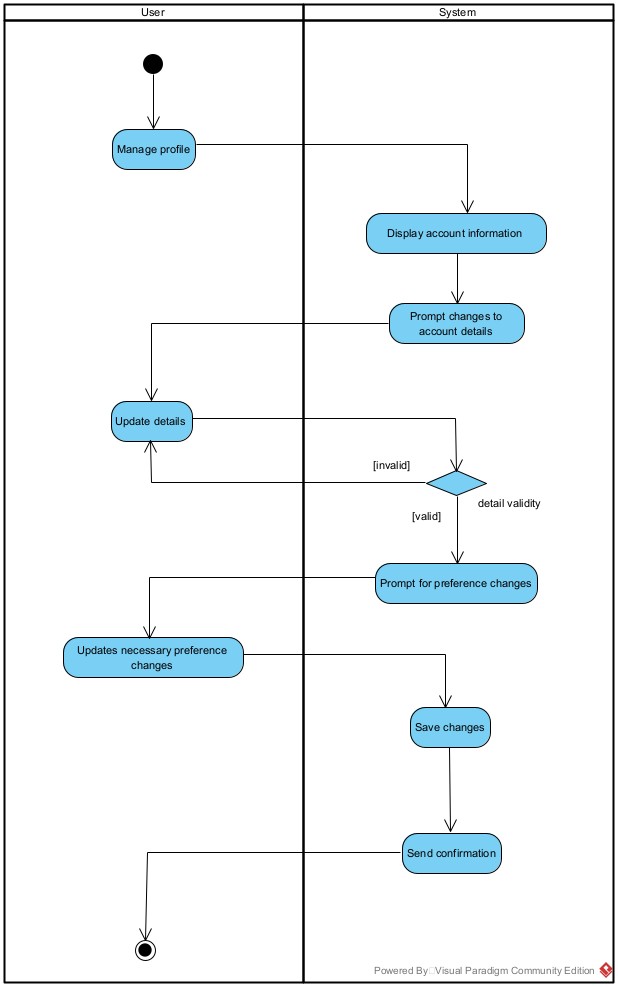 User
System
Manage profile
Display account information
Prompt changes to
account details
Update details
[invalid]
detail validity
[valid]
Prompt for preference changes
Updates necessary preference
changes
Save changes
Send confirmation
Powered By Visual Paradigm Community Edition